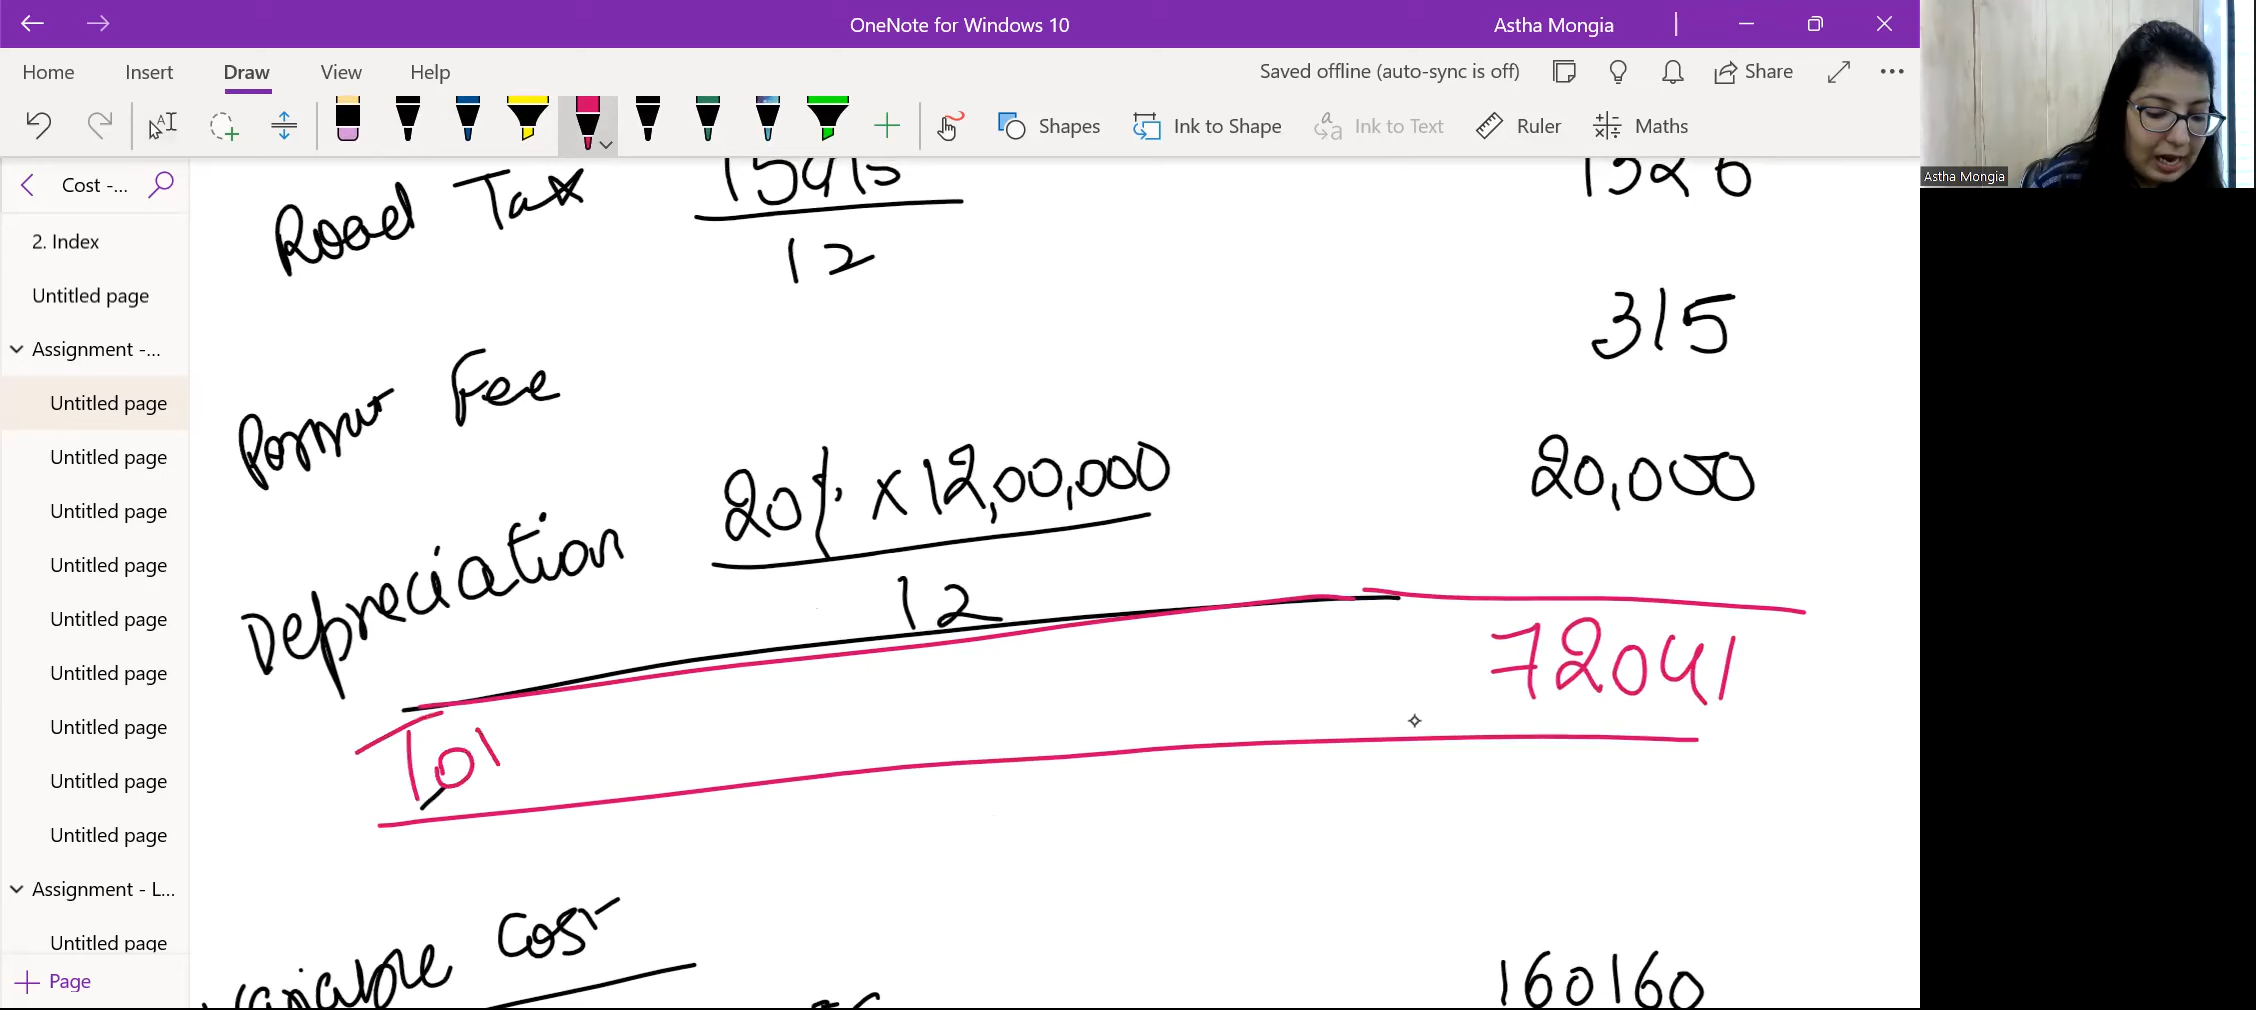 OneNote for Windows 10
Astha Mongia
Home Insert Draw View Help
Saved offline (auto-sync is off)
Share
Shapes
Ink to Shape
Ink to Text
Ruler
Maths
Cost -...
2. Index
Untitled page
Assignment -...
Untitled page
Untitled page
Untitled page
Untitled page
Untitled page
Untitled page
Untitled page
Untitled page
Untitled page
Assignment - L...
Untitled page
Page
Astha Mongia
Road Tax
12
315
Permit Fee
20,000
Depreciation 20% x 12,00,000
12
72041
Variable Cost
160160